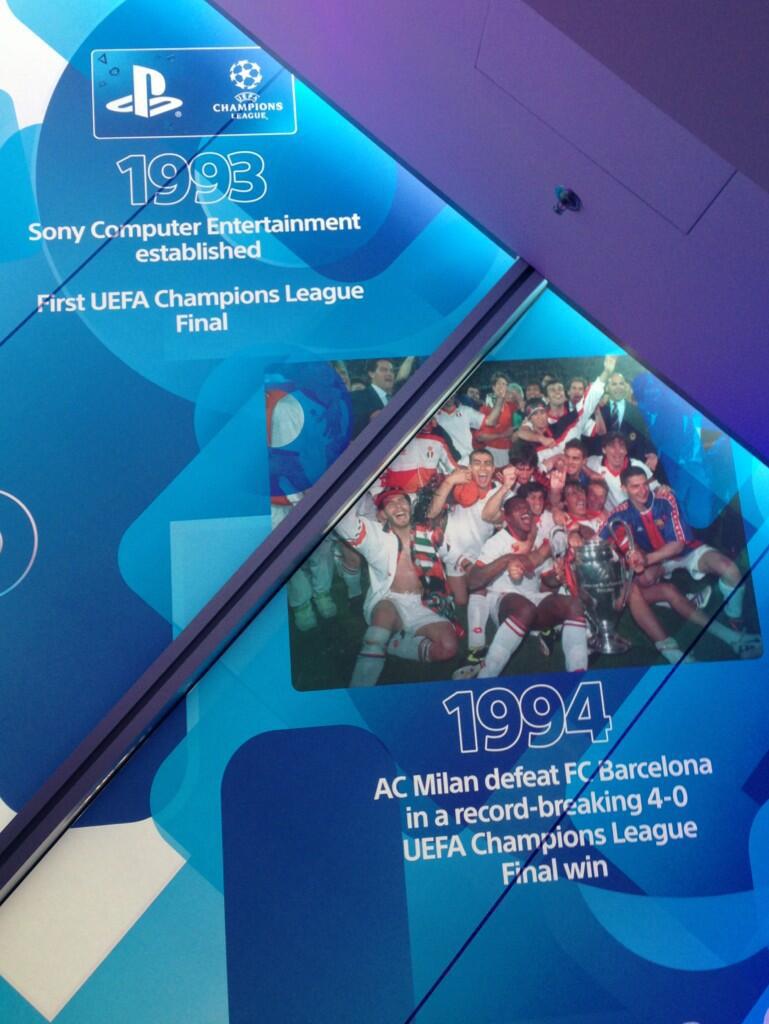 UEFA
CHAMPIONS
LEAGUE
1993
Sony Computer Entertainment
established
First UEFA Champions League
Final
1994
AC Milan defeat FC Barcelona
in a record-breaking 4-0
UEFA Champions League
Final win